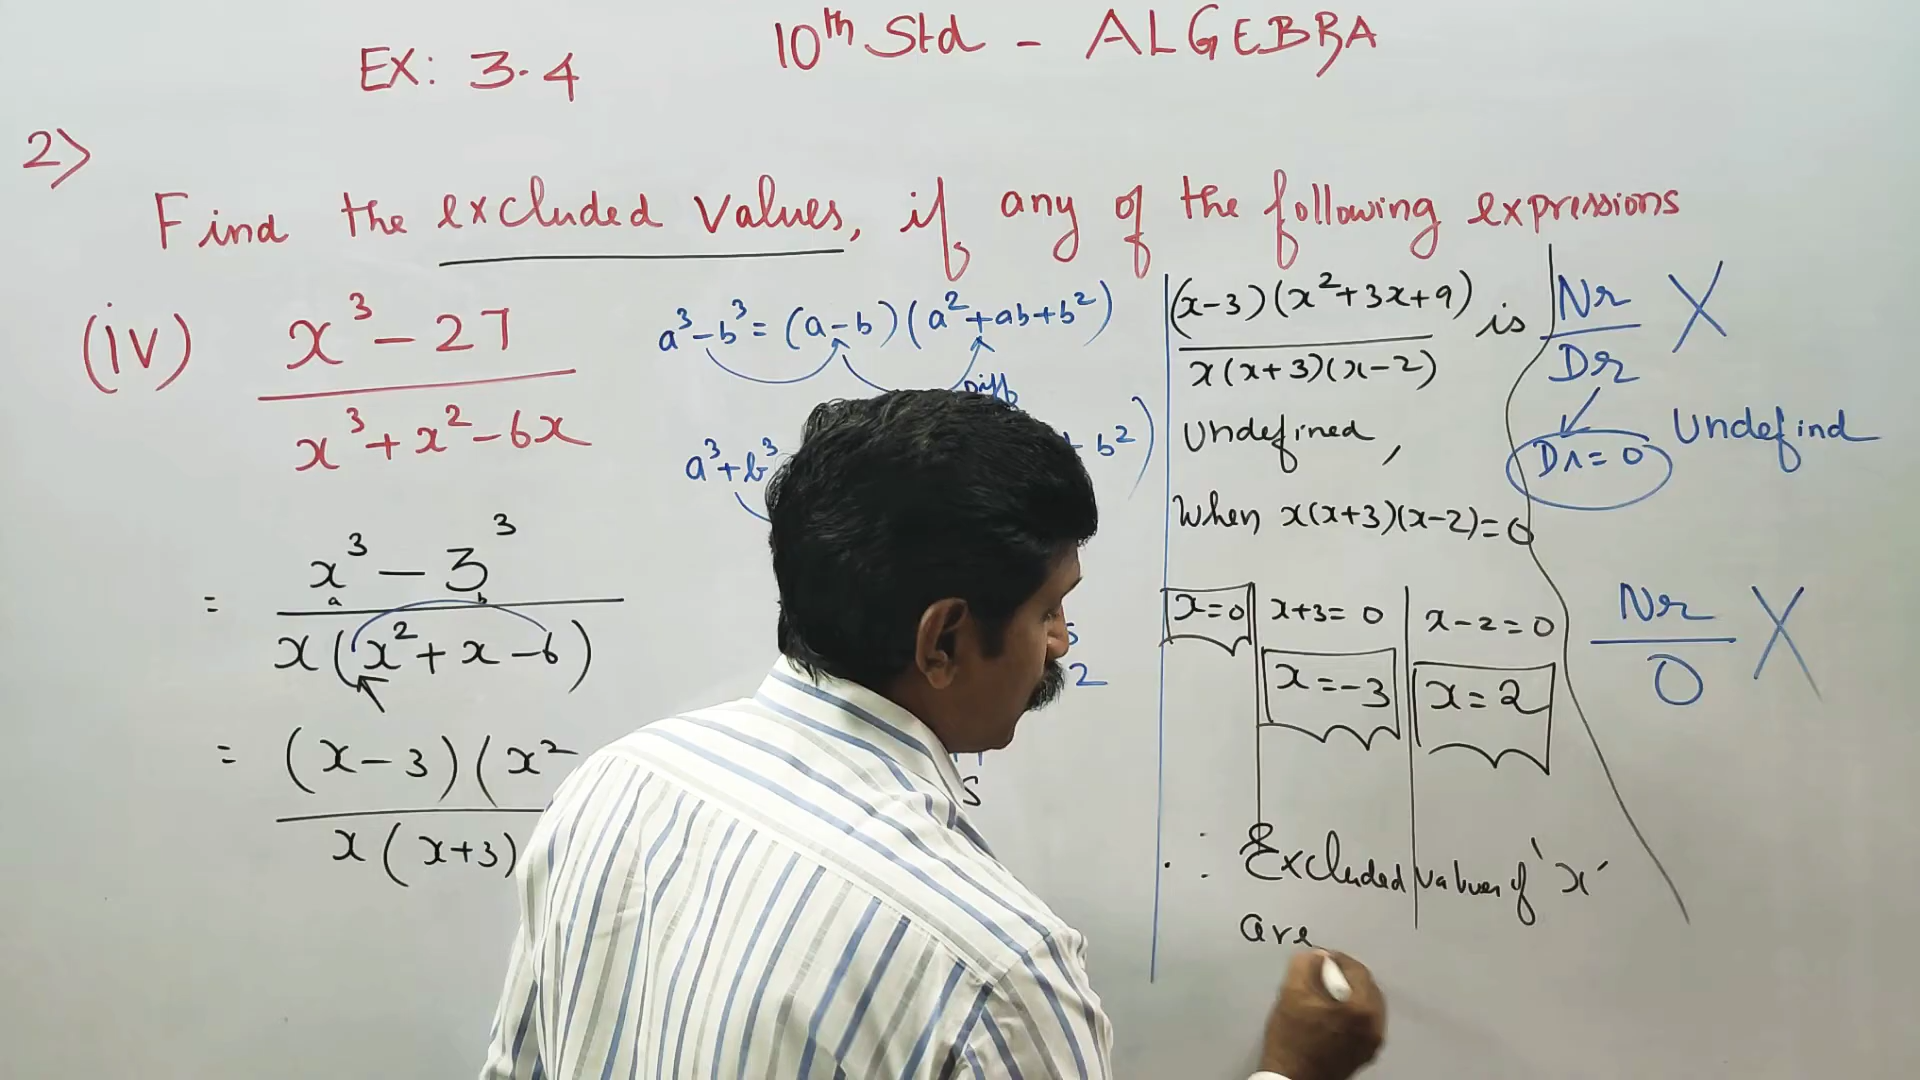 10th Std - ALGEBRA
EX: 3.4
2)
Find the excluded values, if any of the following expressions
(iv) x³ - 27 / x³ + x² - 6x
= x³ - 3³ / x(x² + x - 6)
a b
= (x-3)(x² / x(x+3)
a³ - b³ = (a - b)(a² + ab + b²)
Diff
a³ + b³
+ b²)
2
s
(x-3)(x²+3x+9) / x(x+3)(x-2) is
Undefined,
When x(x+3)(x-2)=0
x=0
x+3=0
x=-3
x-2=0
x=2
∴ Excluded values of 'x'
are
Nr / Dr X
Dr=0 Undefind
Nr / 0 X